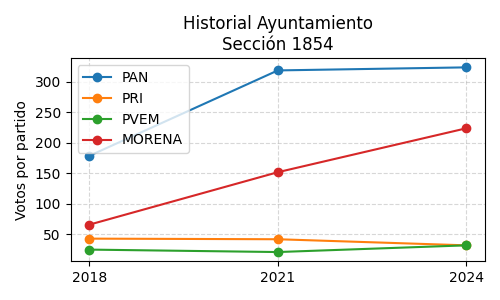 Historial Ayuntamiento
Sección 1854
Votos por partido
300
250
200
150
100
50
PAN
PRI
PVEM
MORENA
2018
2021
2024